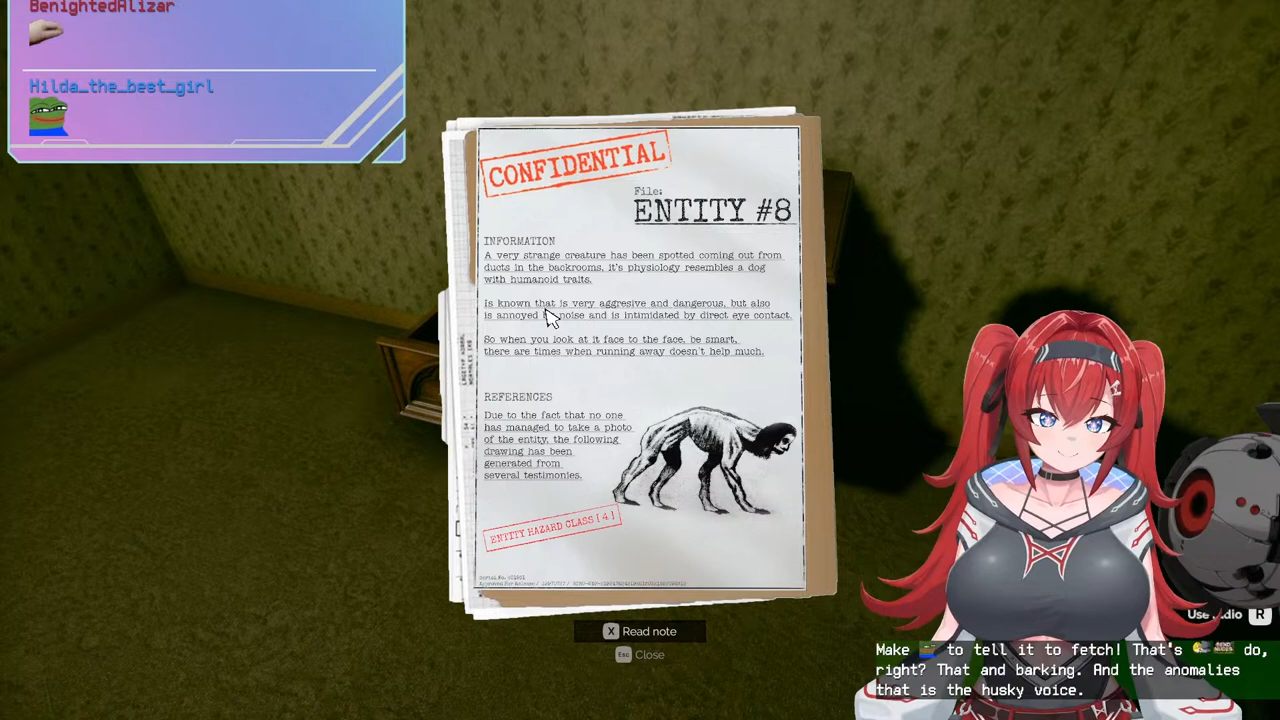 BenightedAlizar
Hilda_the_best_girl
CONFIDENTIAL
File:
ENTITY #8
INFORMATION
A very strange creature has been spotted coming out from
ducts in the backrooms, it's physiology resembles a dog
with humanoid traits.
Is known that is very aggresive and dangerous, but also
is annoyed noise and is intimidated by direct eye contact.
So when you look at it face to the face, be smart,
there are times when running away doesn't help much.
REFERENCES
Due to the fact that no one
has managed to take a photo
of the entity, the following
drawing has been
generated from
several testimonies.
ENTITY HAZARD CLASS [4]
X Read note
Esc Close
R
Make to tell it to fetch! That's do,
right? That and barking. And the anomalies
that is the husky voice.